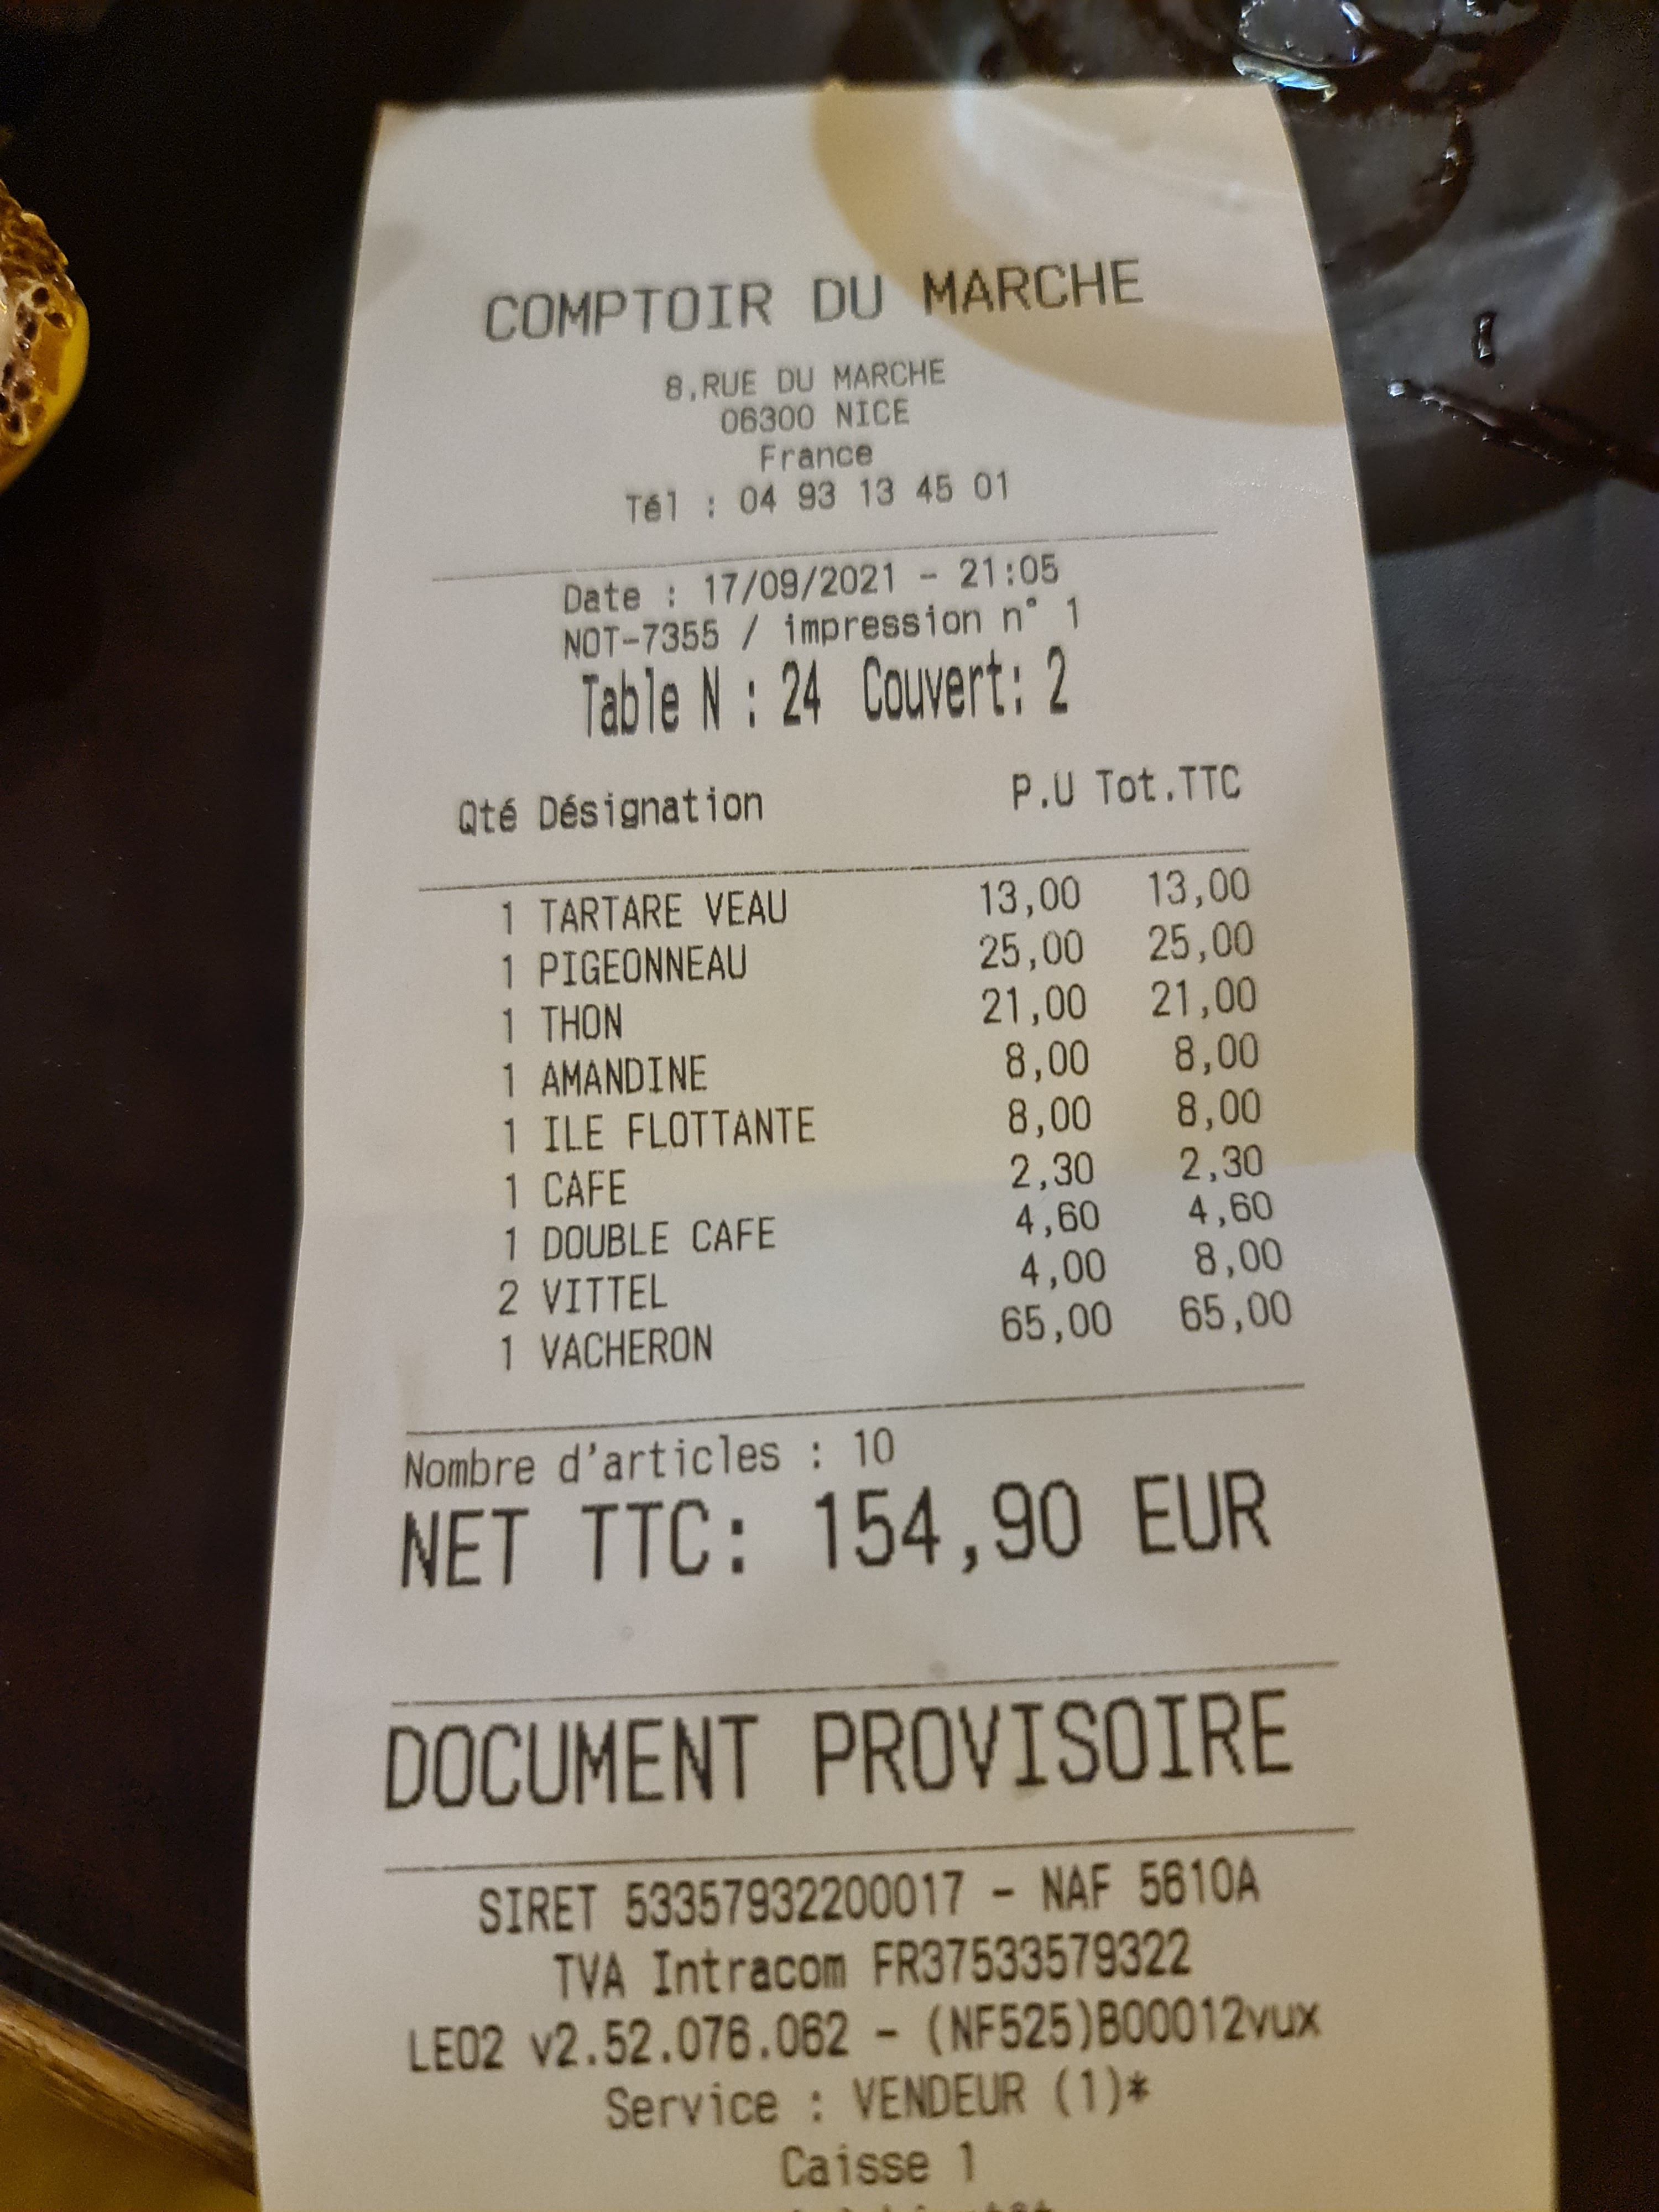 COMPTOIR DU MARCHE
8,RUE DU MARCHE
06300 NICE
France
Tél : 04 93 13 45 01
Date : 17/09/2021 - 21:05
NOT-7355 / impression n° 1
Table N : 24 Couvert: 2
Qté Désignation P.U Tot.TTC
1 TARTARE VEAU 13,00 13,00
1 PIGEONNEAU 25,00 25,00
1 THON 21,00 21,00
1 AMANDINE 8,00 8,00
1 ILE FLOTTANTE 8,00 8,00
1 CAFE 2,30 2,30
1 DOUBLE CAFE 4,60 4,60
2 VITTEL 4,00 8,00
1 VACHERON 65,00 65,00
Nombre d'articles : 10
NET TTC: 154,90 EUR
DOCUMENT PROVISOIRE
SIRET 53357932200017 - NAF 5610A
TVA Intracom FR37533579322
LEO2 v2.52.076.062 - (NF525)B00012vux
Service : VENDEUR (1)*
Caisse 1